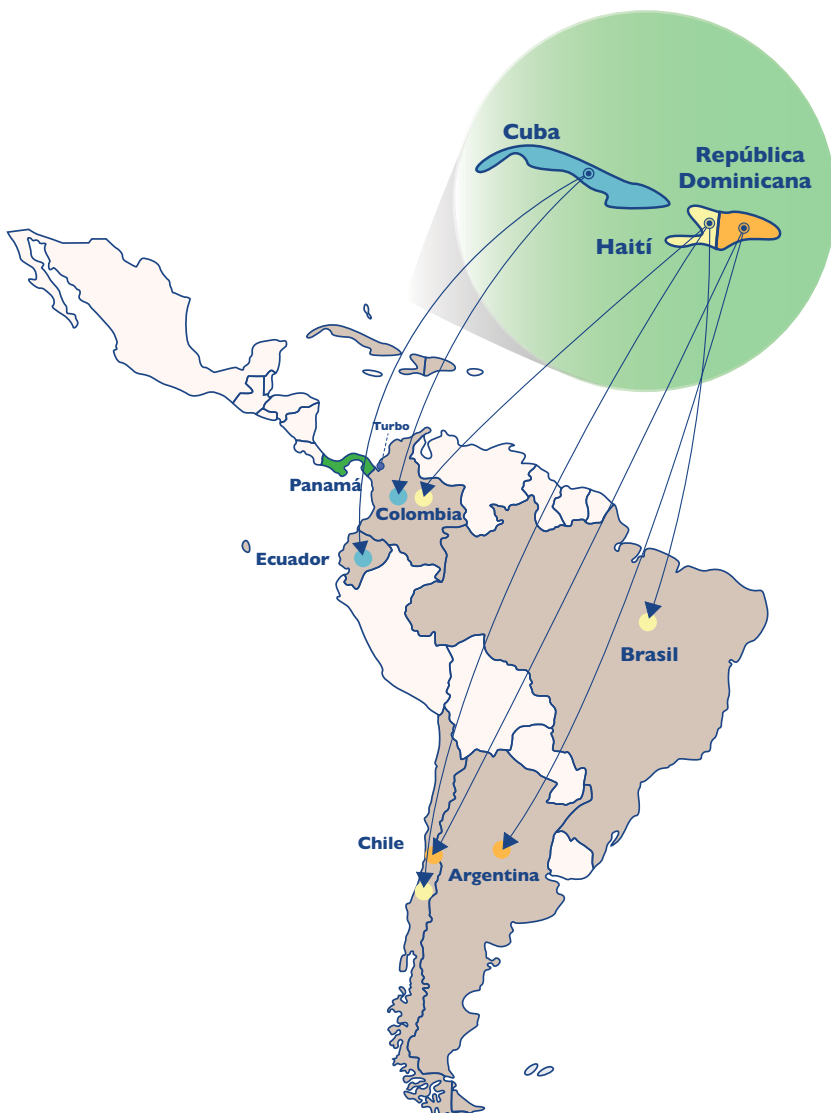 Cuba
República
Dominicana
Haití
Turbo
Panamá
Colombia
Ecuador
Brasil
Chile
Argentina